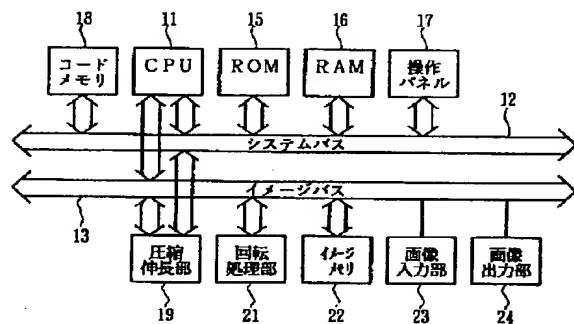 18 11 15 16 17
コード
メモリ
CPU
ROM
RAM
操作
パネル
12
システムバス
イメージバス
13
圧縮
伸長部
回転
処理部
イメージ
メモリ
画像
入力部
画像
出力部
19 21 22 23 24